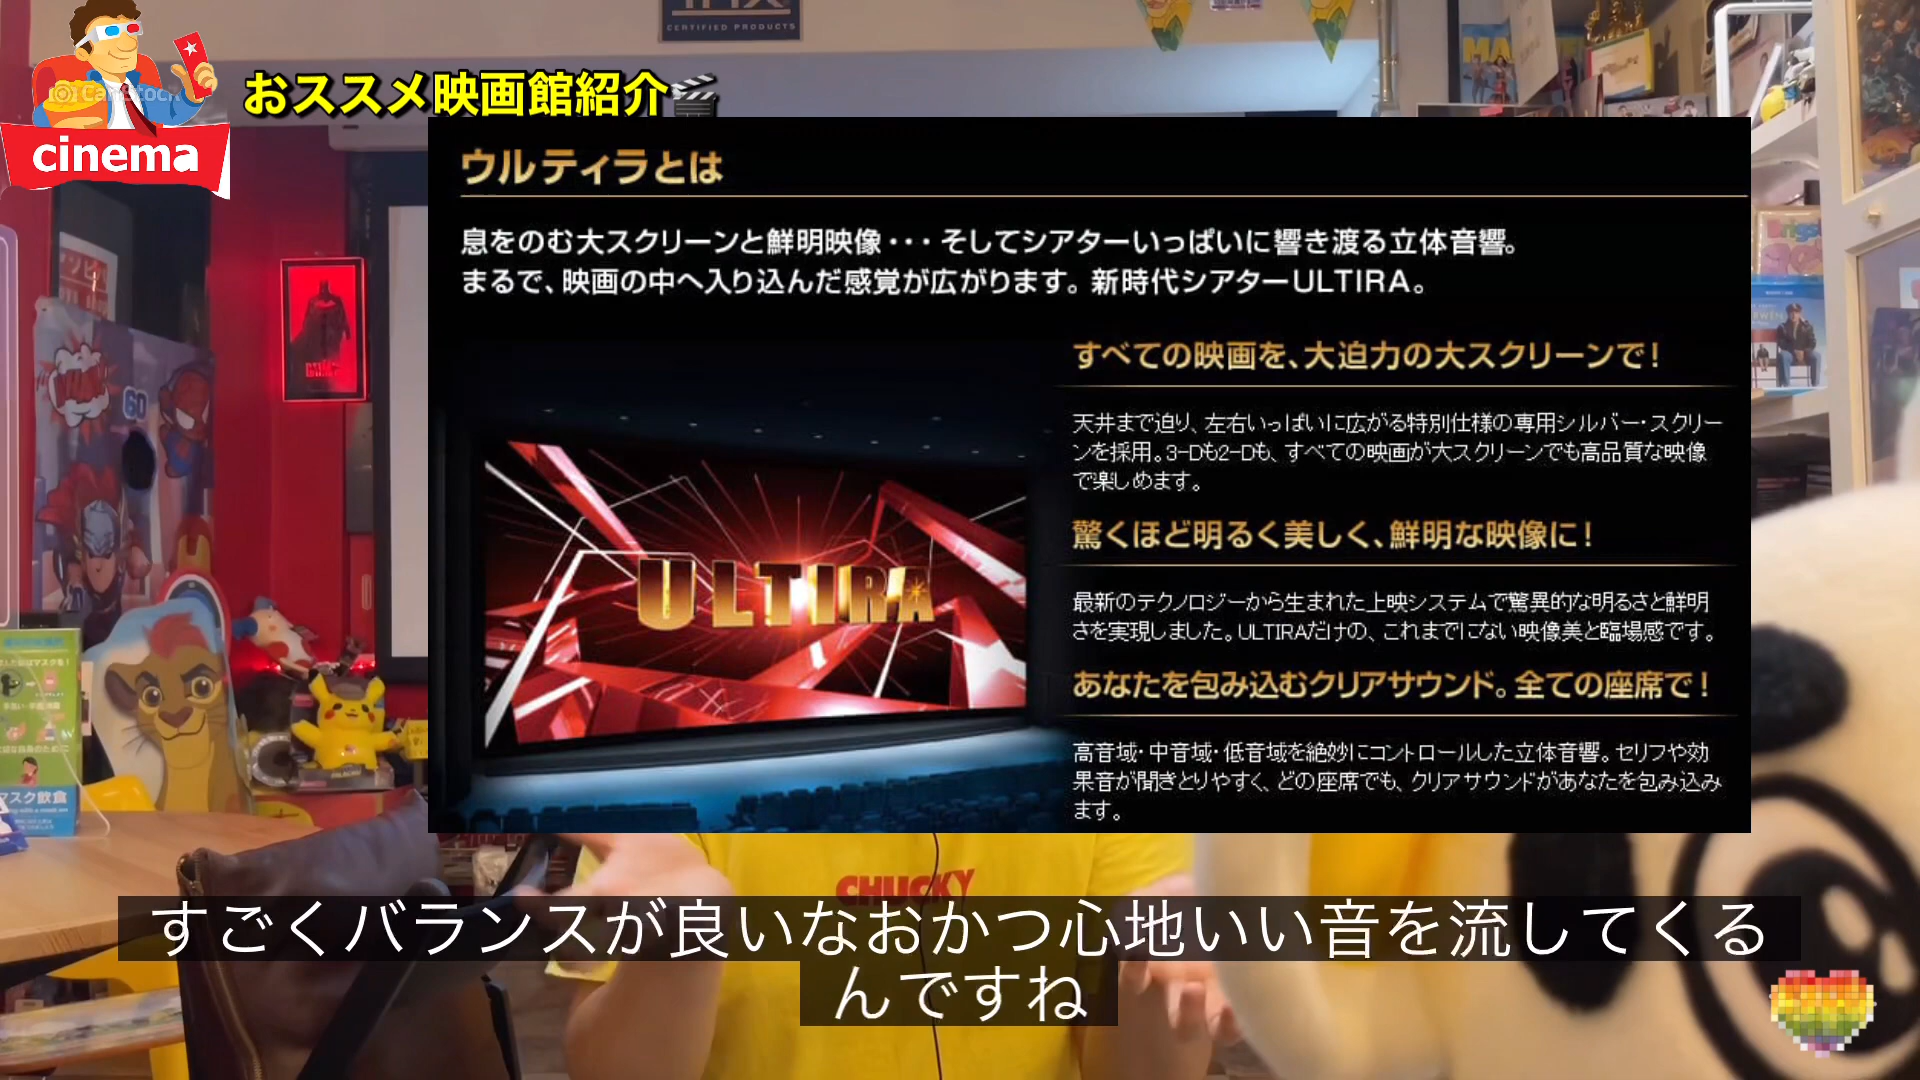 CERTIFIED PRODUCTS
おススメ映画館紹介🎬
cinema
ウルティラとは
息をのむ大スクリーンと鮮明映像・・・そしてシアターいっぱいに響き渡る立体音響。
まるで、映画の中へ入り込んだ感覚が広がります。新時代シアターULTIRA。
すべての映画を、大迫力の大スクリーンで!
天井まで迫り、左右いっぱいに広がる特別仕様の専用シルバー・スクリー
ンを採用。3-Dも2-Dも、すべての映画が大スクリーンでも高品質な映像
で楽しめます。
驚くほど明るく美しく、鮮明な映像に!
最新のテクノロジーから生まれた上映システムで驚異的な明るさと鮮明
さを実現しました。ULTIRAだけの、これまでにない映像美と臨場感です。
あなたを包み込むクリアサウンド。全ての座席で!
高音域・中音域・低音域を絶妙にコントロールした立体音響。セリフや効
果音が聞きとりやすく、どの座席でも、クリアサウンドがあなたを包み込み
ます。
ULTIRA
60
マスク飲食
CHUCKY
すごくバランスが良いなおかつ心地いい音を流してくる
んですね